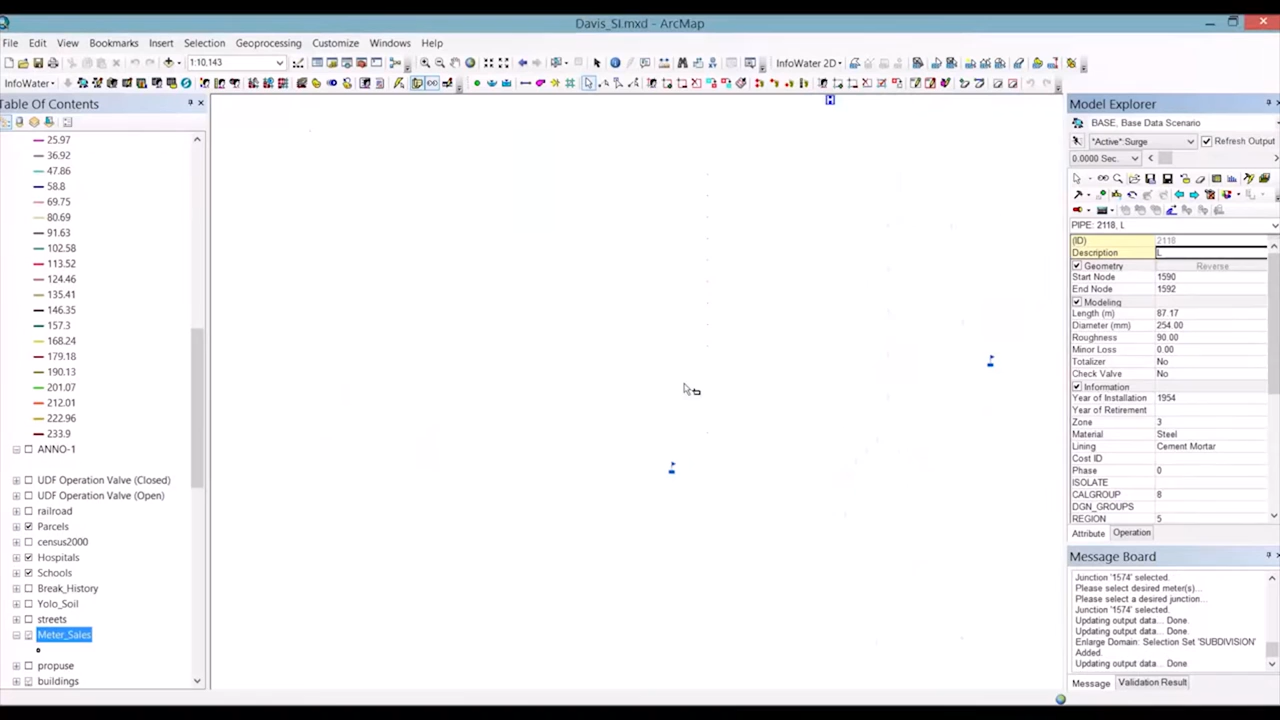 Davis_SI.mxd - ArcMap
File Edit View Bookmarks Insert Selection Geoprocessing Customize Windows Help
1:10,143
InfoWater 2D
InfoWater
Table Of Contents
25.97
36.92
47.86
58.8
69.75
80.69
91.63
102.58
113.52
124.46
135.41
146.35
157.3
168.24
179.18
190.13
201.07
212.01
222.96
233.9
ANNO-1
UDF Operation Valve (Closed)
UDF Operation Valve (Open)
railroad
Parcels
census2000
Hospitals
Schools
Break_History
Yolo_Soil
streets
Meter_Sales
propuse
buildings
H
Model Explorer
BASE, Base Data Scenario
*Active*:Surge Refresh Output
0.0000 Sec.
PIPE: 2118, L
(ID) 2118
Description L
Geometry Reverse
Start Node 1590
End Node 1592
Modeling
Length (m) 87.17
Diameter (mm) 254.00
Roughness 90.00
Minor Loss 0.00
Totalizer No
Check Valve No
Information
Year of Installation 1954
Year of Retirement
Zone 3
Material Steel
Lining Cement Mortar
Cost ID
Phase 0
ISOLATE
CALGROUP 8
DGN_GROUPS
REGION 5
Attribute Operation
Message Board
Junction '1574' selected.
Please select desired meter(s)...
Please select a desired junction...
Junction '1574' selected.
Updating output data... Done.
Updating output data... Done.
Enlarge Domain: Selection Set 'SUBDIVISION'
Added.
Updating output data... Done
Message Validation Result